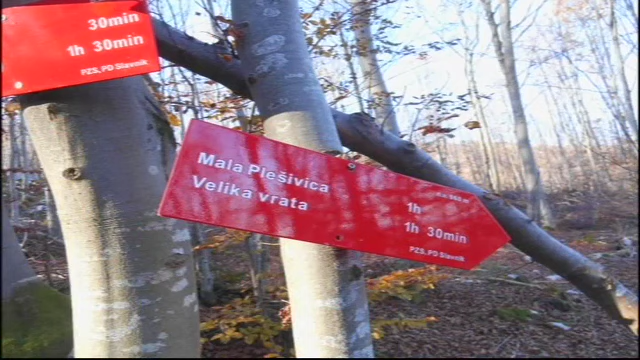 30min
1h 30min
PZS, PD Slavnik
Mala Plešivica 1h
Velika vrata 1h 30min
PZS, PD Slavnik